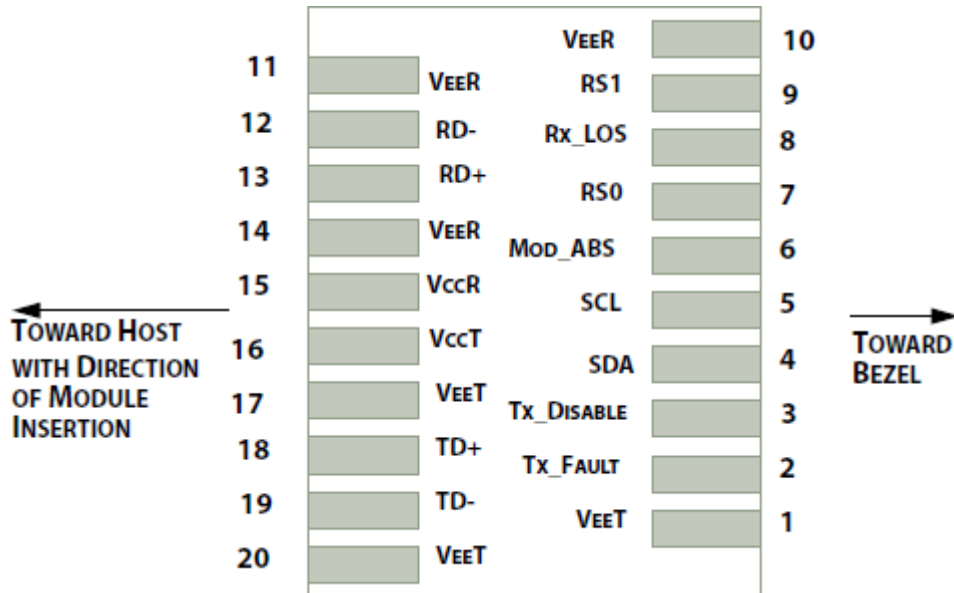 VEER 10
11 VEER
RS1 9
12 RD-
Rx_LOS 8
13 RD+
RS0 7
14 VEER
MOD_ABS 6
15 VCCR
SCL 5
TOWARD HOST
WITH DIRECTION
OF MODULE
INSERTION
TOWARD
BEZEL
16 VCCT
SDA 4
17 VEET
TX_DISABLE 3
18 TD+
TX_FAULT 2
19 TD-
VEET 1
20 VEET